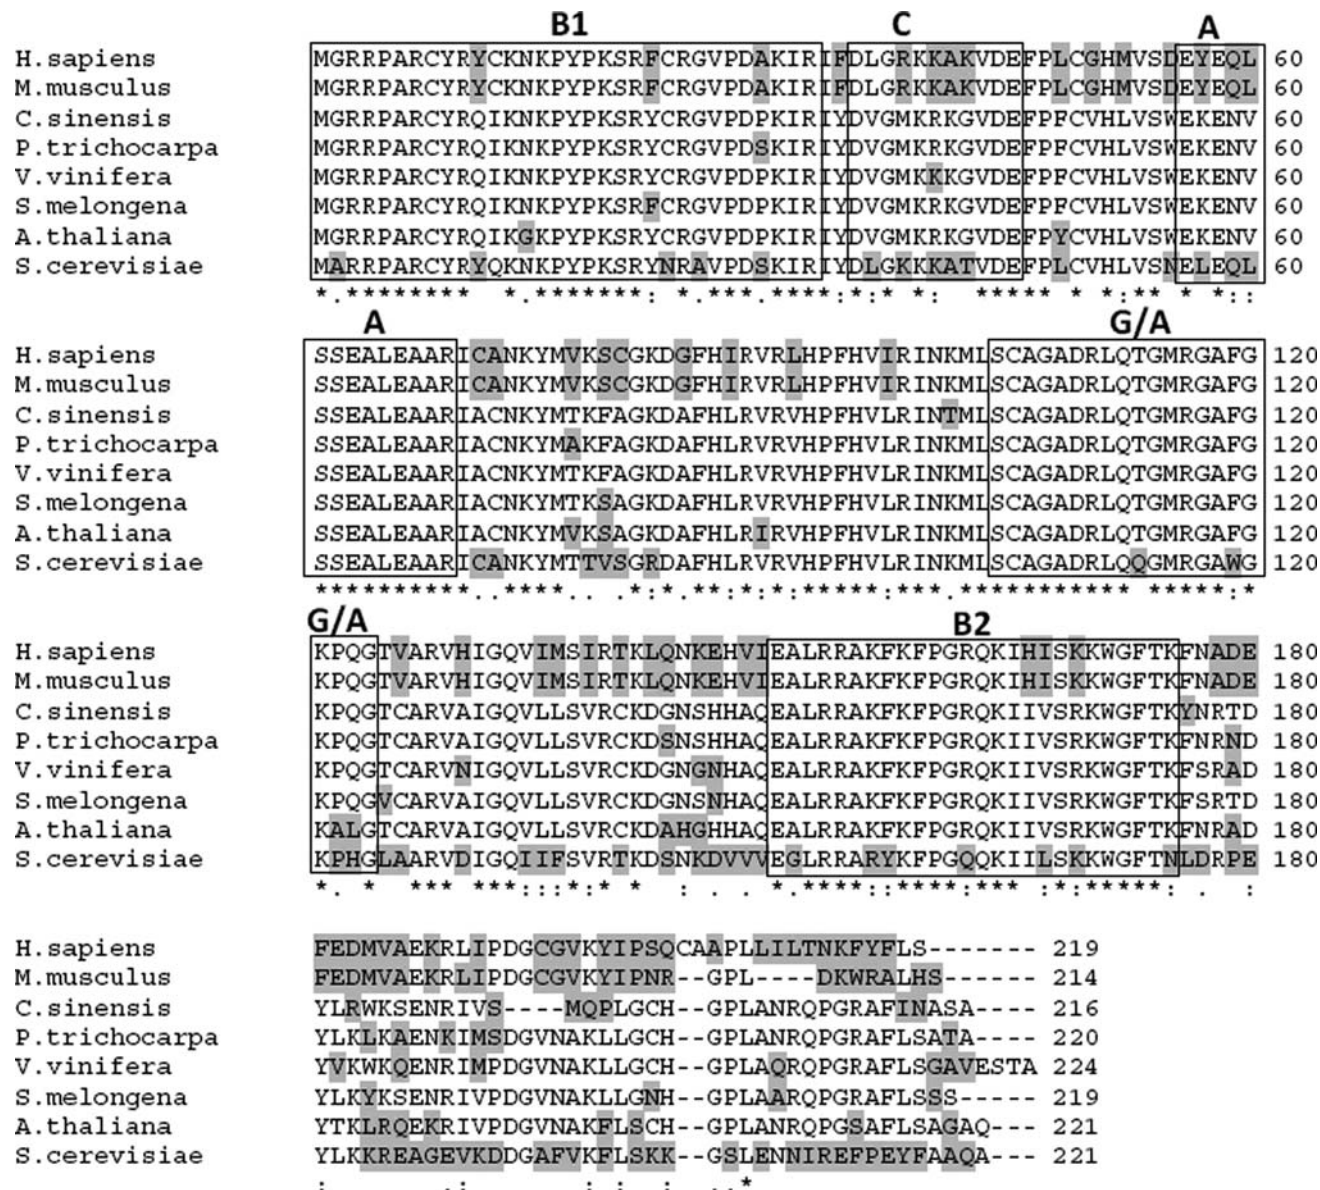 B1 C A
H.sapiens MGRRPARCYRYCKNKPYPKSRFCRGVPDAKIRIFDLGRKKAKVDEFPLCGHMVSDEYEQL 60
M.musculus MGRRPARCYRYCKNKPYPKSRFCRGVPDAKIRIFDLGRKKAKVDEFPLCGHMVSDEYEQL 60
C.sinensis MGRRPARCYRQIKNKPYPKSRYCRGVPDPKIRIYDVGMKRKGVDEFPFCVHLVSWEKENV 60
P.trichocarpa MGRRPARCYRQIKNKPYPKSRYCRGVPDSKIRIYDVGMKRKGVDEFPFCVHLVSWEKENV 60
V.vinifera MGRRPARCYRQIKNKPYPKSRYCRGVPDPKIRIYDVGMKKKGVDEFPFCVHLVSWEKENV 60
S.melongena MGRRPARCYRQIKNKPYPKSRFCRGVPDPKIRIYDVGMKRKGVDEFPFCVHLVSWEKENV 60
A.thaliana MGRRPARCYRQIKGKPYPKSRYCRGVPDPKIRIYDVGMKRKGVDEFPYCVHLVSWEKENV 60
S.cerevisiae MARRPARCYRYQKNKPYPKSRYNRAVPDSKIRIYDLGKKKATVDEFPLCVHLVSNELEQL 60
*.********  *.*******: *.***.****:*:* *:  ***** * *:** * *::
A G/A
H.sapiens SSEALEAARICANKYMVKSCGKDGFHIRVRLHPFHVIRINKMLSCAGADRLQTGMRGAFG 120
M.musculus SSEALEAARICANKYMVKSCGKDGFHIRVRLHPFHVIRINKMLSCAGADRLQTGMRGAFG 120
C.sinensis SSEALEAARIACNKYMTKFAGKDAFHLRVRVHPFHVLRINTMLSCAGADRLQTGMRGAFG 120
P.trichocarpa SSEALEAARIACNKYMAKFAGKDAFHLRVRVHPFHVLRINKMLSCAGADRLQTGMRGAFG 120
V.vinifera SSEALEAARIACNKYMTKFAGKDAFHLRVRVHPFHVLRINKMLSCAGADRLQTGMRGAFG 120
S.melongena SSEALEAARIACNKYMTKSAGKDAFHLRVRVHPFHVLRINKMLSCAGADRLQTGMRGAFG 120
A.thaliana SSEALEAARIACNKYMVKSAGKDAFHLRIRVHPFHVLRINKMLSCAGADRLQTGMRGAFG 120
S.cerevisiae SSEALEAARICANKYMTTVSGRDAFHLRVRVHPFHVLRINKMLSCAGADRLQQGMRGAWG 120
**********..****.. .*:*.**:*:*:*****:***.*********** *****:*
G/A B2
H.sapiens KPQGTVARVHIGQVIMSIRTKLQNKEHVIEALRRAKFKFPGRQKIHISKKWGFTKFNADE 180
M.musculus KPQGTVARVHIGQVIMSIRTKLQNKEHVIEALRRAKFKFPGRQKIHISKKWGFTKFNADE 180
C.sinensis KPQGTCARVAIGQVLLSVRCKDGNSHHAQEALRRAKFKFPGRQKIIVSRKWGFTKYNRTD 180
P.trichocarpa KPQGTCARVAIGQVLLSVRCKDSNSHHAQEALRRAKFKFPGRQKIIVSRKWGFTKFNRND 180
V.vinifera KPQGTCARVNIGQVLLSVRCKDGNGNHAQEALRRAKFKFPGRQKIIVSRKWGFTKFSRAD 180
S.melongena KPQGVCARVAIGQVLLSVRCKDGNSNHAQEALRRAKFKFPGRQKIIVSRKWGFTKFSRTD 180
A.thaliana KALGTCARVAIGQVLLSVRCKDAHGHHAQEALRRAKFKFPGRQKIIVSRKWGFTKFNRAD 180
S.cerevisiae KPHGLAARVDIGQIIFSVRTKDSNKDVVVEGLRRARYKFPGQQKIILSKKWGFTNLDRPE 180
*. *  *** ***:::*:* *  : . . *.****::****.*** :*:*****: .  :
H.sapiens FEDMVAEKRLIPDGCGVKYIPSQCAAPLLILTNKFYFLS------- 219
M.musculus FEDMVAEKRLIPDGCGVKYIPNR--GPL----DKWRALHS------ 214
C.sinensis YLRWKSENRIVS----MQPLGCH--GPLANRQPGRAFINASA---- 216
P.trichocarpa YLKLKAENKIMSDGVNAKLLGCH--GPLANRQPGRAFLSATA---- 220
V.vinifera YVKWKQENRIMPDGVNAKLLGCH--GPLAQRQPGRAFLSGAVESTA 224
S.melongena YLKYKSENRIVPDGVNAKLLGNH--GPLAARQPGRAFLSSS----- 219
A.thaliana YTKLRQEKRIVPDGVNAKFLSCH--GPLANRQPGSAFLSAGAQ--- 221
S.cerevisiae YLKKREAGEVKDDGAFVKFLSKK--GSLENNIREFPEYFAAQA--- 221
:        :       : :  :  ..*